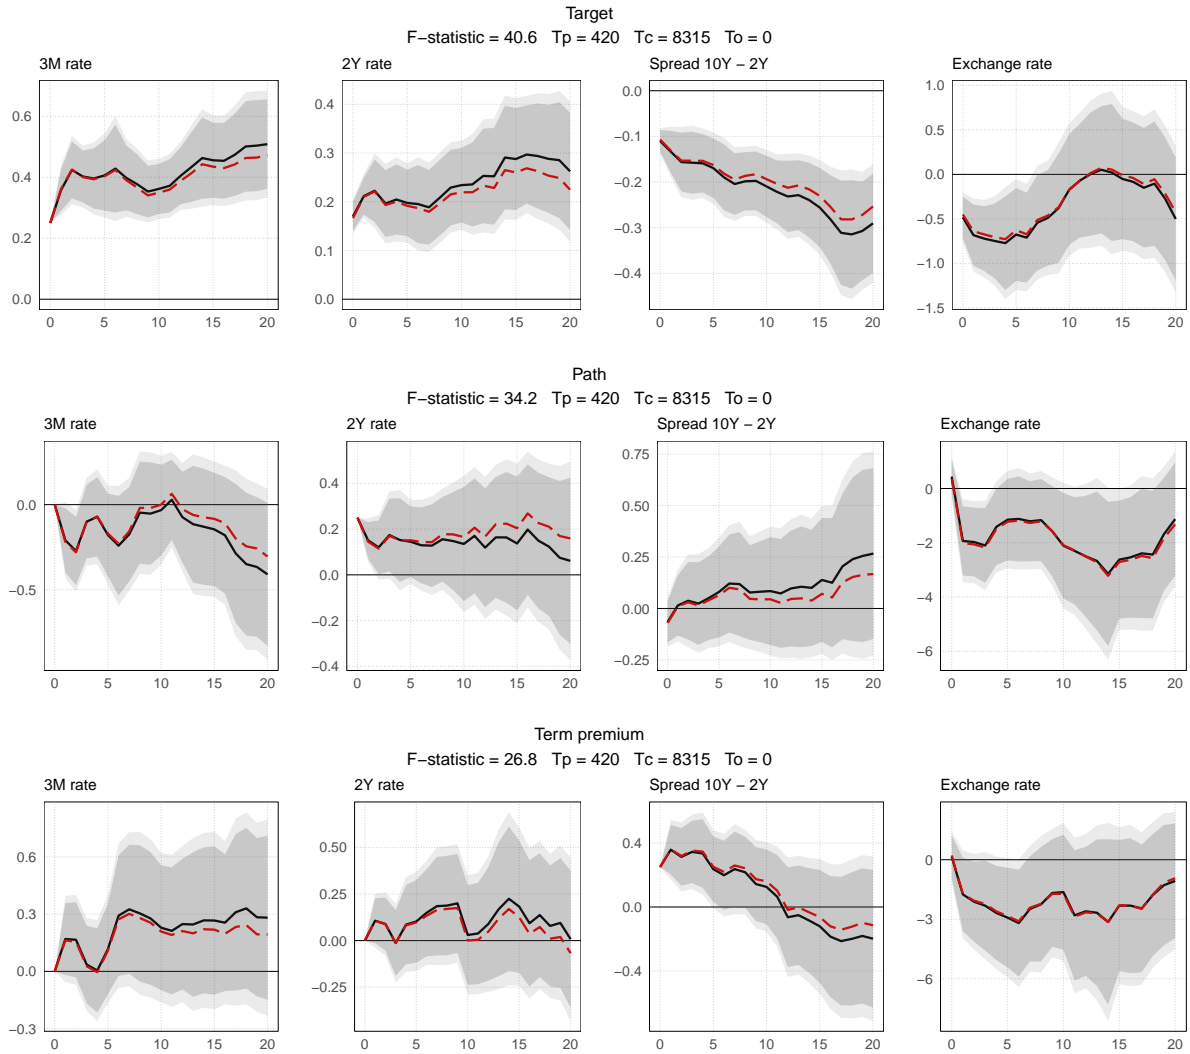 Target
F−statistic = 40.6 Tp = 420 Tc = 8315 To = 0
3M rate 2Y rate Spread 10Y − 2Y Exchange rate
0.6
0.4
0.2
0.0
0 5 10 15 20
0.4
0.3
0.2
0.1
0.0
0 5 10 15 20
0.0
−0.1
−0.2
−0.3
−0.4
0 5 10 15 20
1.0
0.5
0.0
−0.5
−1.0
−1.5
0 5 10 15 20
Path
F−statistic = 34.2 Tp = 420 Tc = 8315 To = 0
3M rate 2Y rate Spread 10Y − 2Y Exchange rate
0.0
−0.5
0 5 10 15 20
0.4
0.2
0.0
−0.2
−0.4
0 5 10 15 20
0.75
0.50
0.25
0.00
−0.25
0 5 10 15 20
0
−2
−4
−6
0 5 10 15 20
Term premium
F−statistic = 26.8 Tp = 420 Tc = 8315 To = 0
3M rate 2Y rate Spread 10Y − 2Y Exchange rate
0.6
0.3
0.0
−0.3
0 5 10 15 20
0.50
0.25
0.00
−0.25
0 5 10 15 20
0.4
0.0
−0.4
0 5 10 15 20
0
−3
−6
0 5 10 15 20